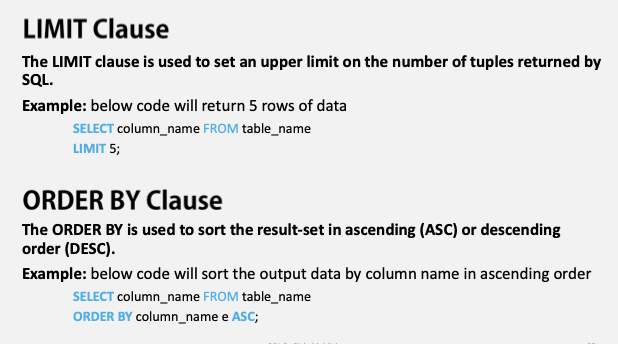 LIMIT Clause
The LIMIT clause is used to set an upper limit on the number of tuples returned by
SQL.
Example: below code will return 5 rows of data
SELECT column_name FROM table_name
LIMIT 5;
ORDER BY Clause
The ORDER BY is used to sort the result-set in ascending (ASC) or descending
order (DESC).
Example: below code will sort the output data by column name in ascending order
SELECT column_name FROM table_name
ORDER BY column_name e ASC;